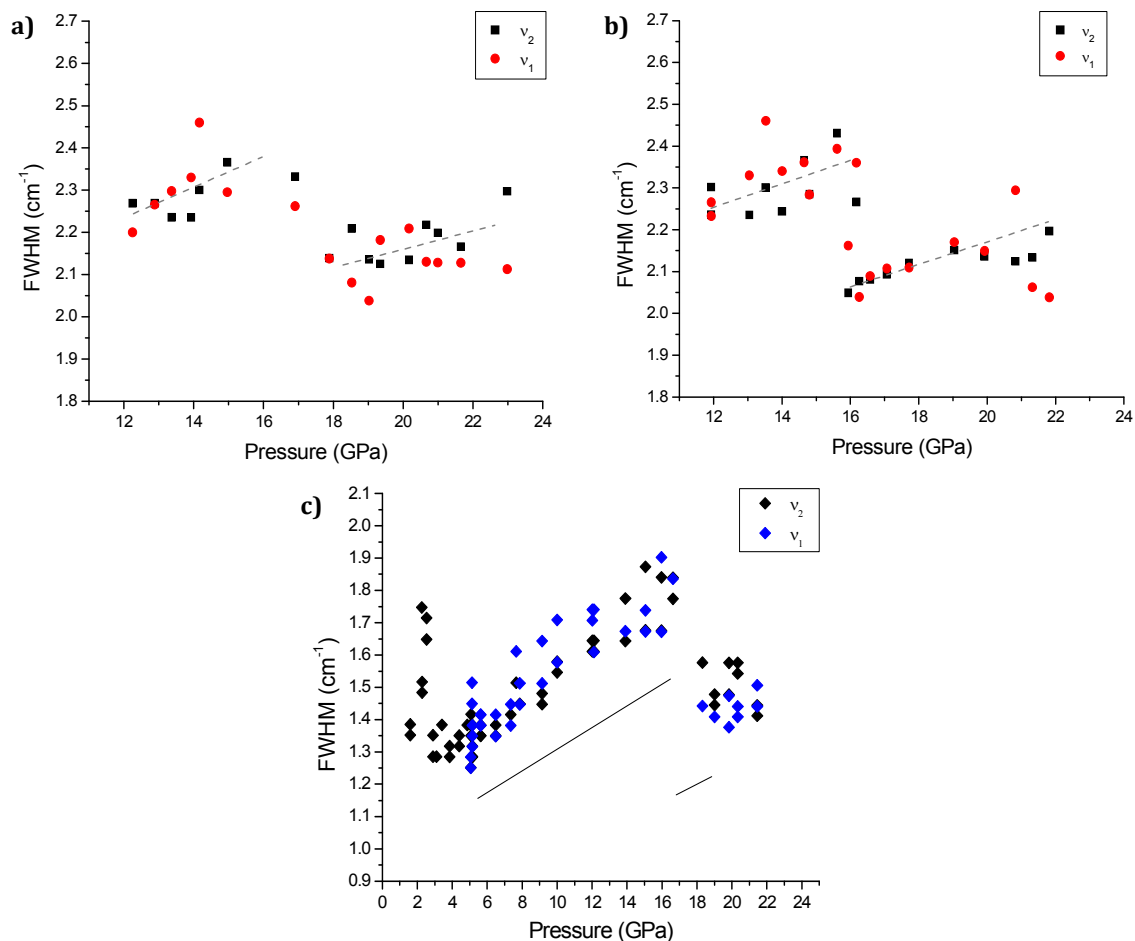 a)
2.7
2.6
2.5
2.4
2.3
2.2
2.1
2.0
1.9
1.8
FWHM (cm⁻¹)
12 14 16 18 20 22 24
Pressure (GPa)
ν₂
ν₁
b)
2.7
2.6
2.5
2.4
2.3
2.2
2.1
2.0
1.9
1.8
FWHM (cm⁻¹)
12 14 16 18 20 22 24
Pressure (GPa)
ν₂
ν₁
c)
2.1
2.0
1.9
1.8
1.7
1.6
1.5
1.4
1.3
1.2
1.1
1.0
0.9
FWHM (cm⁻¹)
0 2 4 6 8 10 12 14 16 18 20 22 24
Pressure (GPa)
ν₂
ν₁